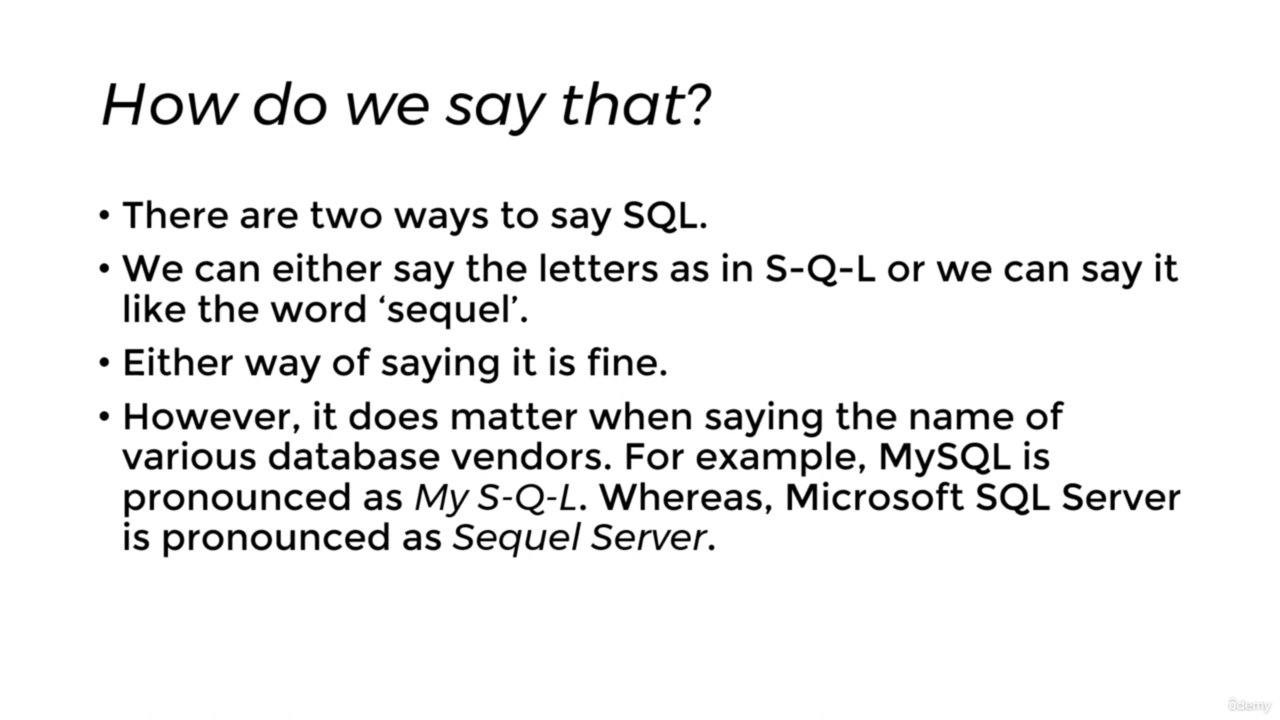 How do we say that?
• There are two ways to say SQL.
• We can either say the letters as in S-Q-L or we can say it
like the word ‘sequel’.
• Either way of saying it is fine.
• However, it does matter when saying the name of
various database vendors. For example, MySQL is
pronounced as My S-Q-L. Whereas, Microsoft SQL Server
is pronounced as Sequel Server.
ûdemy